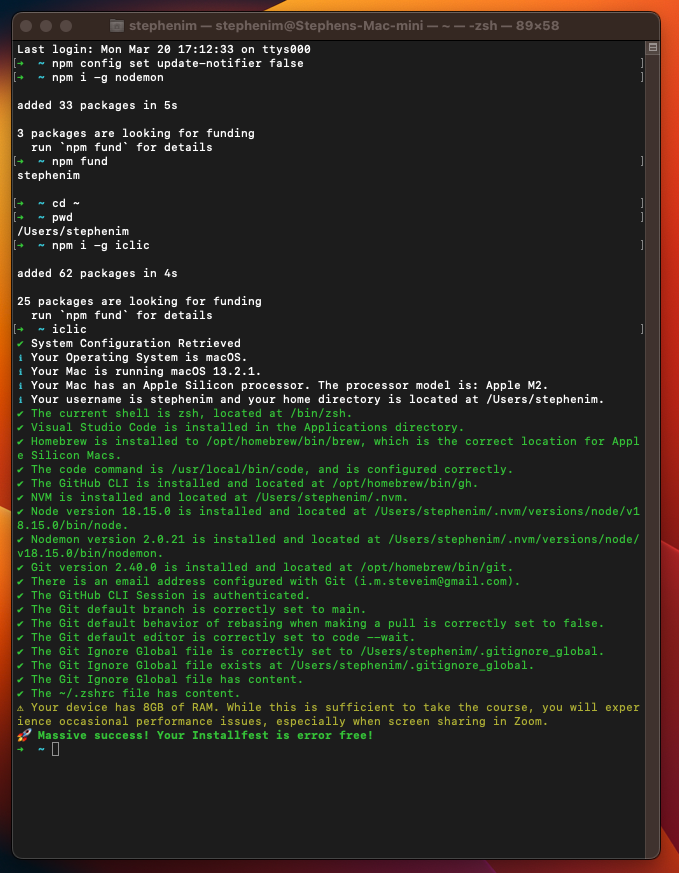 stephenim — stephenim@Stephens-Mac-mini — ~ — -zsh — 89×58
Last login: Mon Mar 20 17:12:33 on ttys000
[➜  ~ npm config set update-notifier false ]
[➜  ~ npm i -g nodemon ]
added 33 packages in 5s
3 packages are looking for funding
  run `npm fund` for details
[➜  ~ npm fund ]
stephenim
[➜  ~ cd ~ ]
[➜  ~ pwd ]
/Users/stephenim
[➜  ~ npm i -g iclic ]
added 62 packages in 4s
25 packages are looking for funding
  run `npm fund` for details
[➜  ~ iclic ]
✔ System Configuration Retrieved
ℹ Your Operating System is macOS.
ℹ Your Mac is running macOS 13.2.1.
ℹ Your Mac has an Apple Silicon processor. The processor model is: Apple M2.
ℹ Your username is stephenim and your home directory is located at /Users/stephenim.
✔ The current shell is zsh, located at /bin/zsh.
✔ Visual Studio Code is installed in the Applications directory.
✔ Homebrew is installed to /opt/homebrew/bin/brew, which is the correct location for Appl
e Silicon Macs.
✔ The code command is /usr/local/bin/code, and is configured correctly.
✔ The GitHub CLI is installed and located at /opt/homebrew/bin/gh.
✔ NVM is installed and located at /Users/stephenim/.nvm.
✔ Node version 18.15.0 is installed and located at /Users/stephenim/.nvm/versions/node/v1
8.15.0/bin/node.
✔ Nodemon version 2.0.21 is installed and located at /Users/stephenim/.nvm/versions/node/
v18.15.0/bin/nodemon.
✔ Git version 2.40.0 is installed and located at /opt/homebrew/bin/git.
✔ There is an email address configured with Git (i.m.steveim@gmail.com).
✔ The GitHub CLI Session is authenticated.
✔ The Git default branch is correctly set to main.
✔ The Git default behavior of rebasing when making a pull is correctly set to false.
✔ The Git default editor is correctly set to code --wait.
✔ The Git Ignore Global file is correctly set to /Users/stephenim/.gitignore_global.
✔ The Git Ignore Global file exists at /Users/stephenim/.gitignore_global.
✔ The Git Ignore Global file has content.
✔ The ~/.zshrc file has content.
⚠ Your device has 8GB of RAM. While this is sufficient to take the course, you will exper
ience occasional performance issues, especially when screen sharing in Zoom.
🚀 Massive success! Your Installfest is error free!
➜  ~